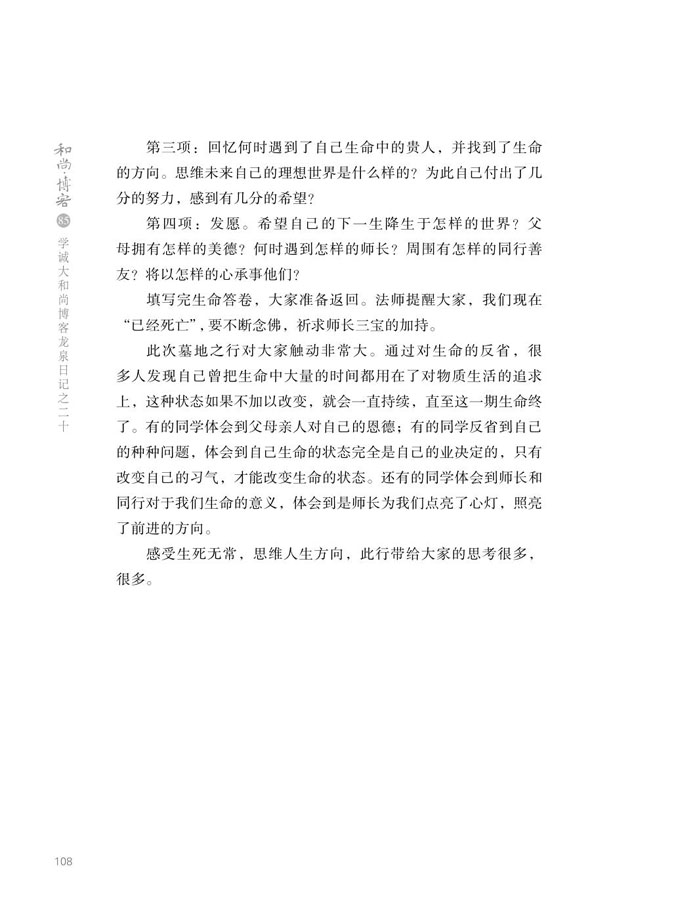 和尚·博客
85
学诚大和尚博客龙泉日记之二十
第三项：回忆何时遇到了自己生命中的贵人，并找到了生命
的方向。思维未来自己的理想世界是什么样的？为此自己付出了几
分的努力，感到有几分的希望？
第四项：发愿。希望自己的下一生降生于怎样的世界？父
母拥有怎样的美德？何时遇到怎样的师长？周围有怎样的同行善
友？将以怎样的心承事他们？
填写完生命答卷，大家准备返回。法师提醒大家，我们现在
“已经死亡”，要不断念佛，祈求师长三宝的加持。
此次墓地之行对大家触动非常大。通过对生命的反省，很
多人发现自己曾把生命中大量的时间都用在了对物质生活的追求
上，这种状态如果不加以改变，就会一直持续，直至这一期生命终
了。有的同学体会到父母亲人对自己的恩德；有的同学反省到自己
的种种问题，体会到自己生命的状态完全是自己的业决定的，只有
改变自己的习气，才能改变生命的状态。还有的同学体会到师长和
同行对于我们生命的意义，体会到是师长为我们点亮了心灯，照亮
了前进的方向。
感受生死无常，思维人生方向，此行带给大家的思考很多，
很多。
108